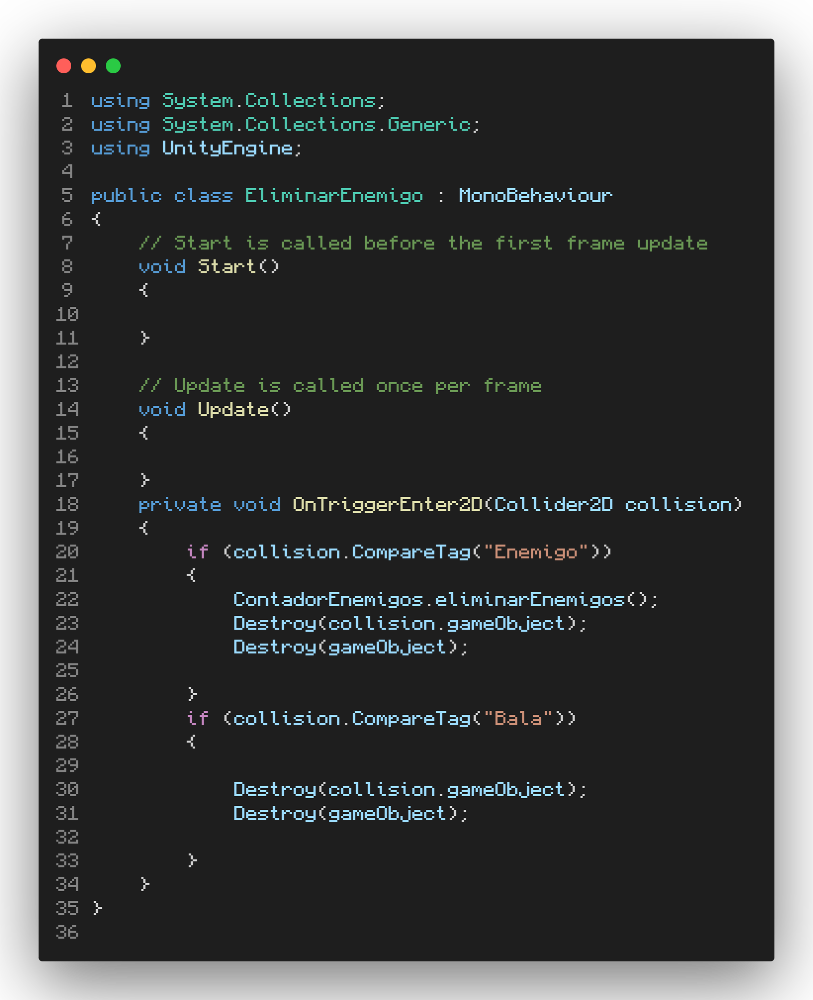 1 using System.Collections;
2 using System.Collections.Generic;
3 using UnityEngine;
4
5 public class EliminarEnemigo : MonoBehaviour
6 {
7     // Start is called before the first frame update
8     void Start()
9     {
10
11     }
12
13     // Update is called once per frame
14     void Update()
15     {
16
17     }
18     private void OnTriggerEnter2D(Collider2D collision)
19     {
20         if (collision.CompareTag("Enemigo"))
21         {
22             ContadorEnemigos.eliminarEnemigos();
23             Destroy(collision.gameObject);
24             Destroy(gameObject);
25
26         }
27         if (collision.CompareTag("Bala"))
28         {
29
30             Destroy(collision.gameObject);
31             Destroy(gameObject);
32
33         }
34     }
35 }
36